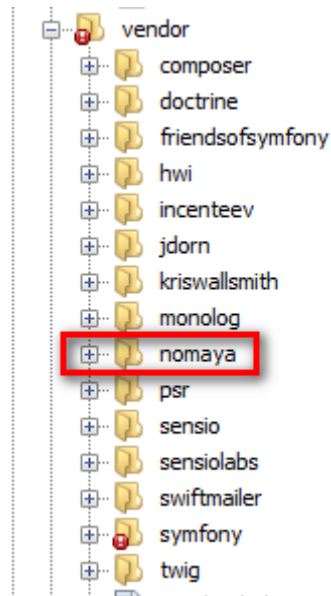 vendor
composer
doctrine
friendsofsymfony
hwi
incenteev
jdorn
kriswallsmith
monolog
nomaya
psr
sensio
sensiolabs
swiftmailer
symfony
twig